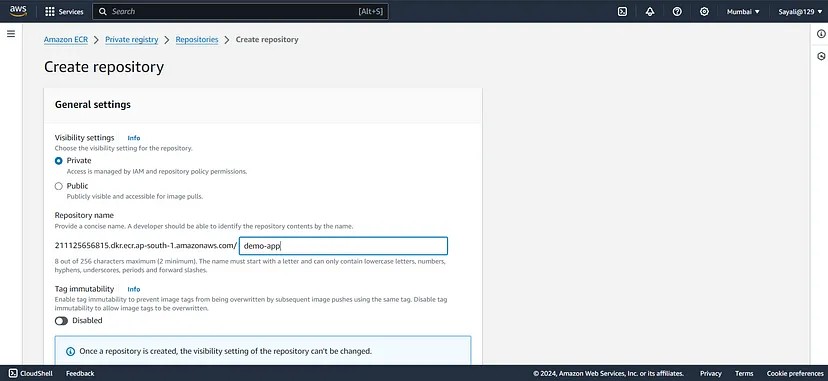 aws
Services
Search
[Alt+S]
Mumbai
Sayali@129
Amazon ECR > Private registry > Repositories > Create repository
Create repository
General settings
Visibility settings Info
Choose the visibility setting for the repository.
Private
Access is managed by IAM and repository policy permissions.
Public
Publicly visible and accessible for image pulls.
Repository name
Provide a concise name. A developer should be able to identify the repository contents by the name.
211125656815.dkr.ecr.ap-south-1.amazonaws.com/ demo-app
8 out of 256 characters maximum (2 minimum). The name must start with a letter and can only contain lowercase letters, numbers,
hyphens, underscores, periods and forward slashes.
Tag immutability Info
Enable tag immutability to prevent image tags from being overwritten by subsequent image pushes using the same tag. Disable tag
immutability to allow image tags to be overwritten.
Disabled
Once a repository is created, the visibility setting of the repository can't be changed.
CloudShell
Feedback
© 2024, Amazon Web Services, Inc. or its affiliates.
Privacy
Terms
Cookie preferences